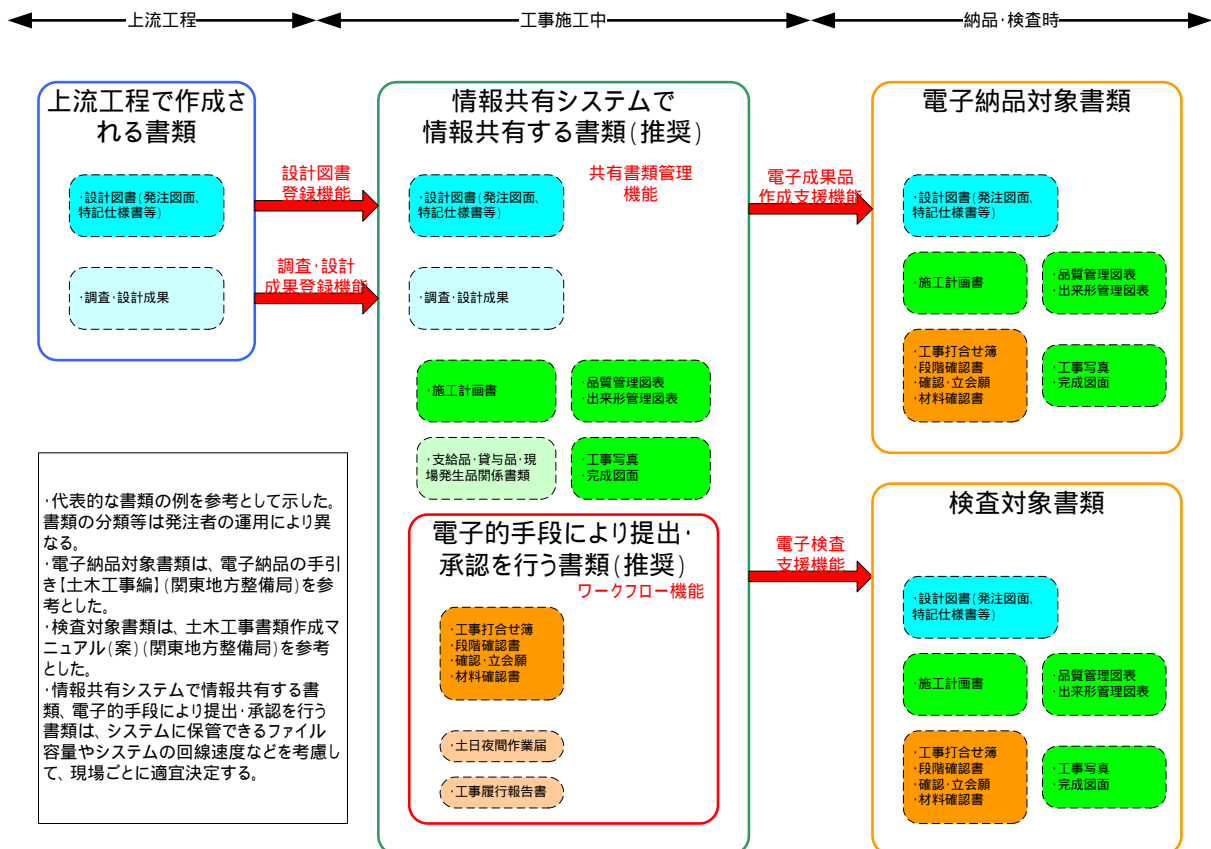 上流工程
工事施工中
納品・検査時
上流工程で作成さ
れる書類
・設計図書(発注図面、
特記仕様書等)
・調査・設計成果
設計図書
登録機能
調査・設計
成果登録機能
情報共有システムで
情報共有する書類(推奨)
共有書類管理
機能
・設計図書(発注図面、
特記仕様書等)
・調査・設計成果
・施工計画書
・品質管理図表
・出来形管理図表
・支給品・貸与品・現
場発生品関係書類
・工事写真
・完成図面
電子的手段により提出・
承認を行う書類(推奨)
ワークフロー機能
・工事打合せ簿
・段階確認書
・確認・立会願
・材料確認書
・土日夜間作業届
・工事履行報告書
電子成果品
作成支援機能
電子検査
支援機能
電子納品対象書類
・設計図書(発注図面、
特記仕様書等)
・施工計画書
・品質管理図表
・出来形管理図表
・工事打合せ簿
・段階確認書
・確認・立会願
・材料確認書
・工事写真
・完成図面
検査対象書類
・設計図書(発注図面、
特記仕様書等)
・施工計画書
・品質管理図表
・出来形管理図表
・工事打合せ簿
・段階確認書
・確認・立会願
・材料確認書
・工事写真
・完成図面
・代表的な書類の例を参考として示した。
書類の分類等は発注者の運用により異
なる。
・電子納品対象書類は、電子納品の手引
き【土木工事編】(関東地方整備局)を参
考とした。
・検査対象書類は、土木工事書類作成マ
ニュアル(案)(関東地方整備局)を参考
とした。
・情報共有システムで情報共有する書
類、電子的手段により提出・承認を行う
書類は、システムに保管できるファイル
容量やシステムの回線速度などを考慮し
て、現場ごとに適宜決定する。